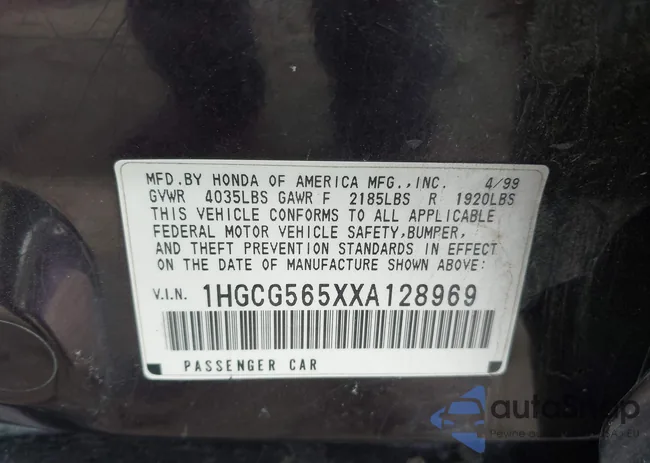 MFD.BY HONDA OF AMERICA MFG.,INC. 4/99
GVWR 4035LBS GAWR F 2185LBS R 1920LBS
THIS VEHICLE CONFORMS TO ALL APPLICABLE
FEDERAL MOTOR VEHICLE SAFETY,BUMPER,
AND THEFT PREVENTION STANDARDS IN EFFECT
ON THE DATE OF MANUFACTURE SHOWN ABOVE:
V.I.N. 1HGCG565XXA128969
PASSENGER CAR
autoShop